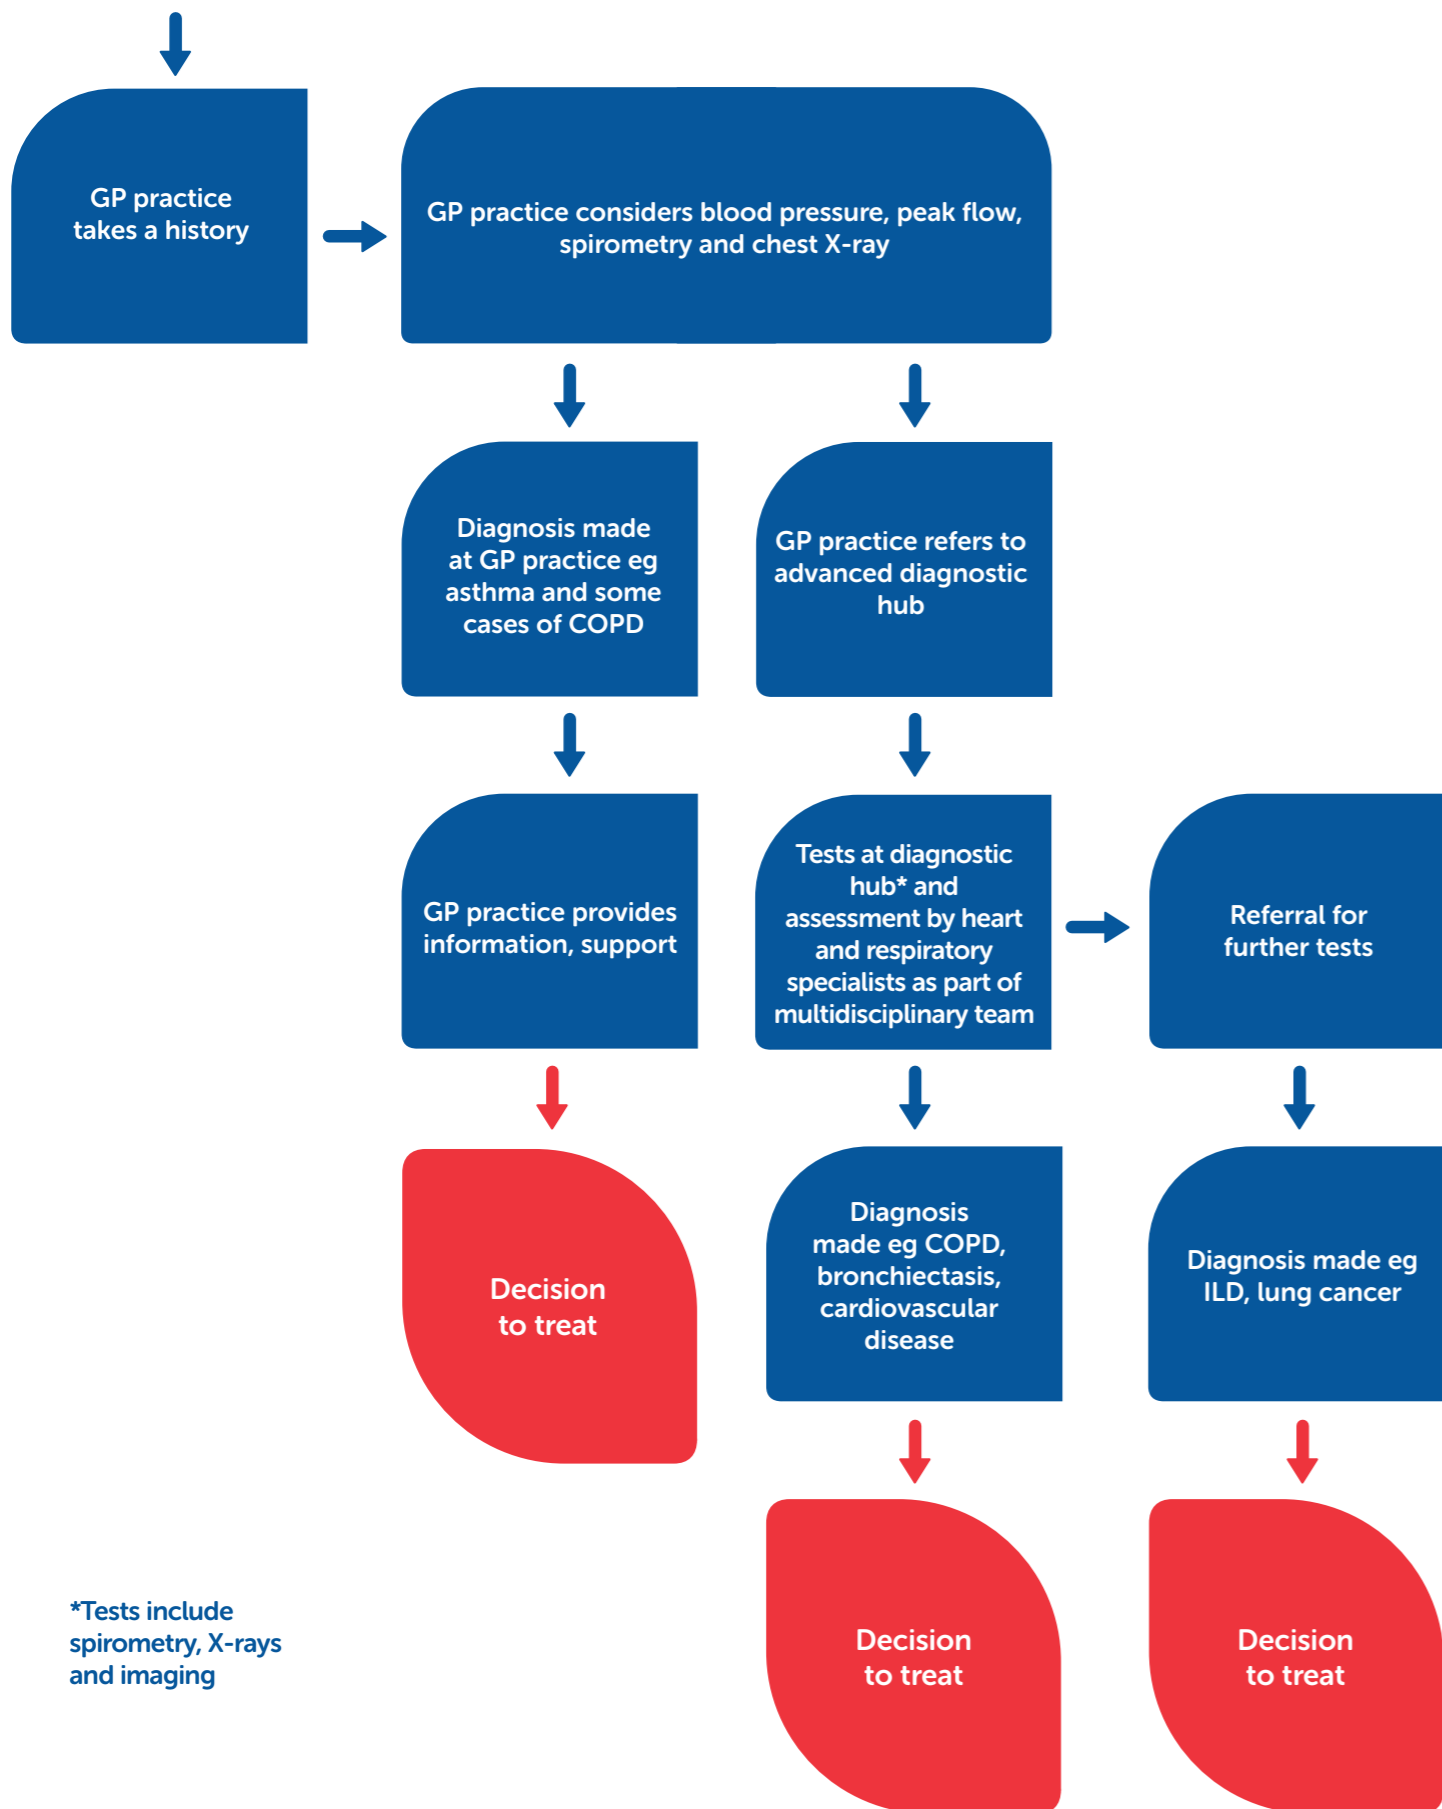 GP practice
takes a history
GP practice considers blood pressure, peak flow,
spirometry and chest X-ray
Diagnosis made
at GP practice eg
asthma and some
cases of COPD
GP practice refers to
advanced diagnostic
hub
GP practice provides
information, support
Tests at diagnostic
hub* and
assessment by heart
and respiratory
specialists as part of
multidisciplinary team
Referral for
further tests
Decision
to treat
Diagnosis
made eg COPD,
bronchiectasis,
cardiovascular
disease
Diagnosis made eg
ILD, lung cancer
*Tests include
spirometry, X-rays
and imaging
Decision
to treat
Decision
to treat